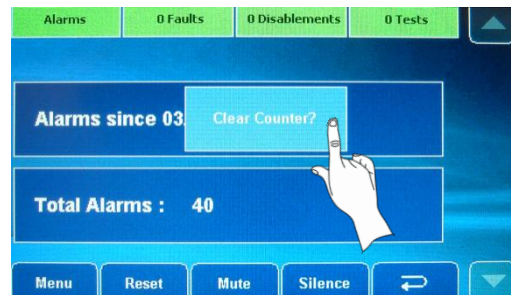 Alarms
0 Faults
0 Disablements
0 Tests
Alarms since 03
Clear Counter?
Total Alarms : 40
Menu
Reset
Mute
Silence